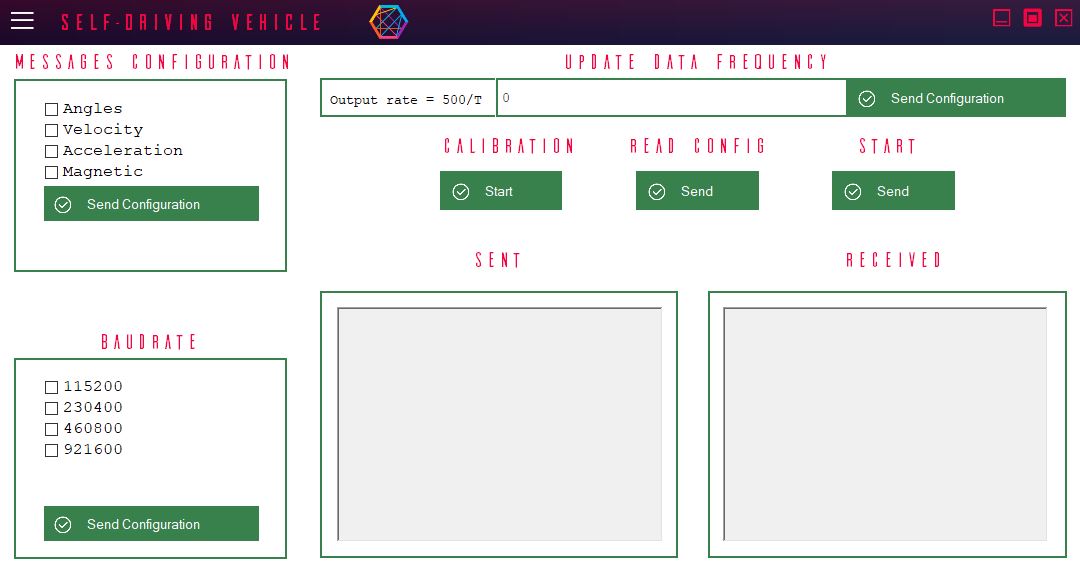 SELF-DRIVING VEHICLE
MESSAGES CONFIGURATION
Angles
Velocity
Acceleration
Magnetic
Send Configuration
BAUDRATE
115200
230400
460800
921600
Send Configuration
UPDATE DATA FREQUENCY
Output rate = 500/T
0
Send Configuration
CALIBRATION
Start
READ CONFIG
Send
START
Send
SENT
RECEIVED